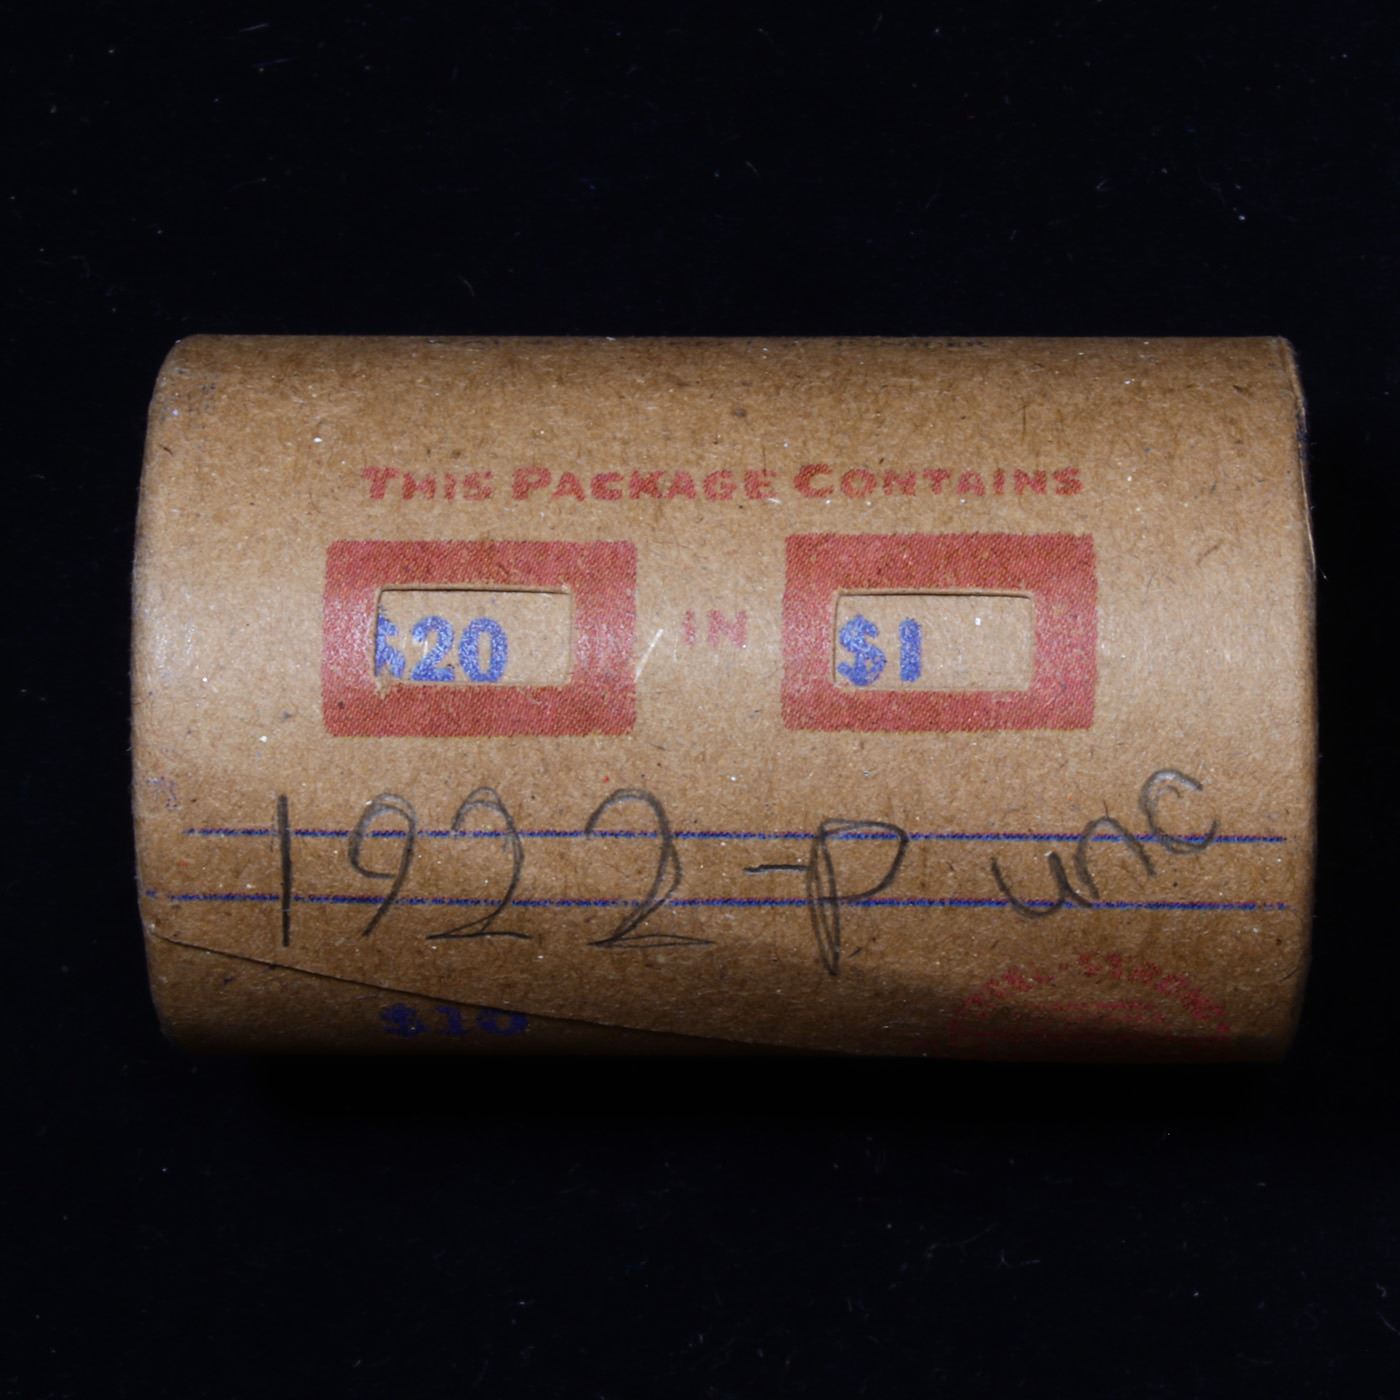 THIS PACKAGE CONTAINS
$20 IN $1
1922-P unc
$10